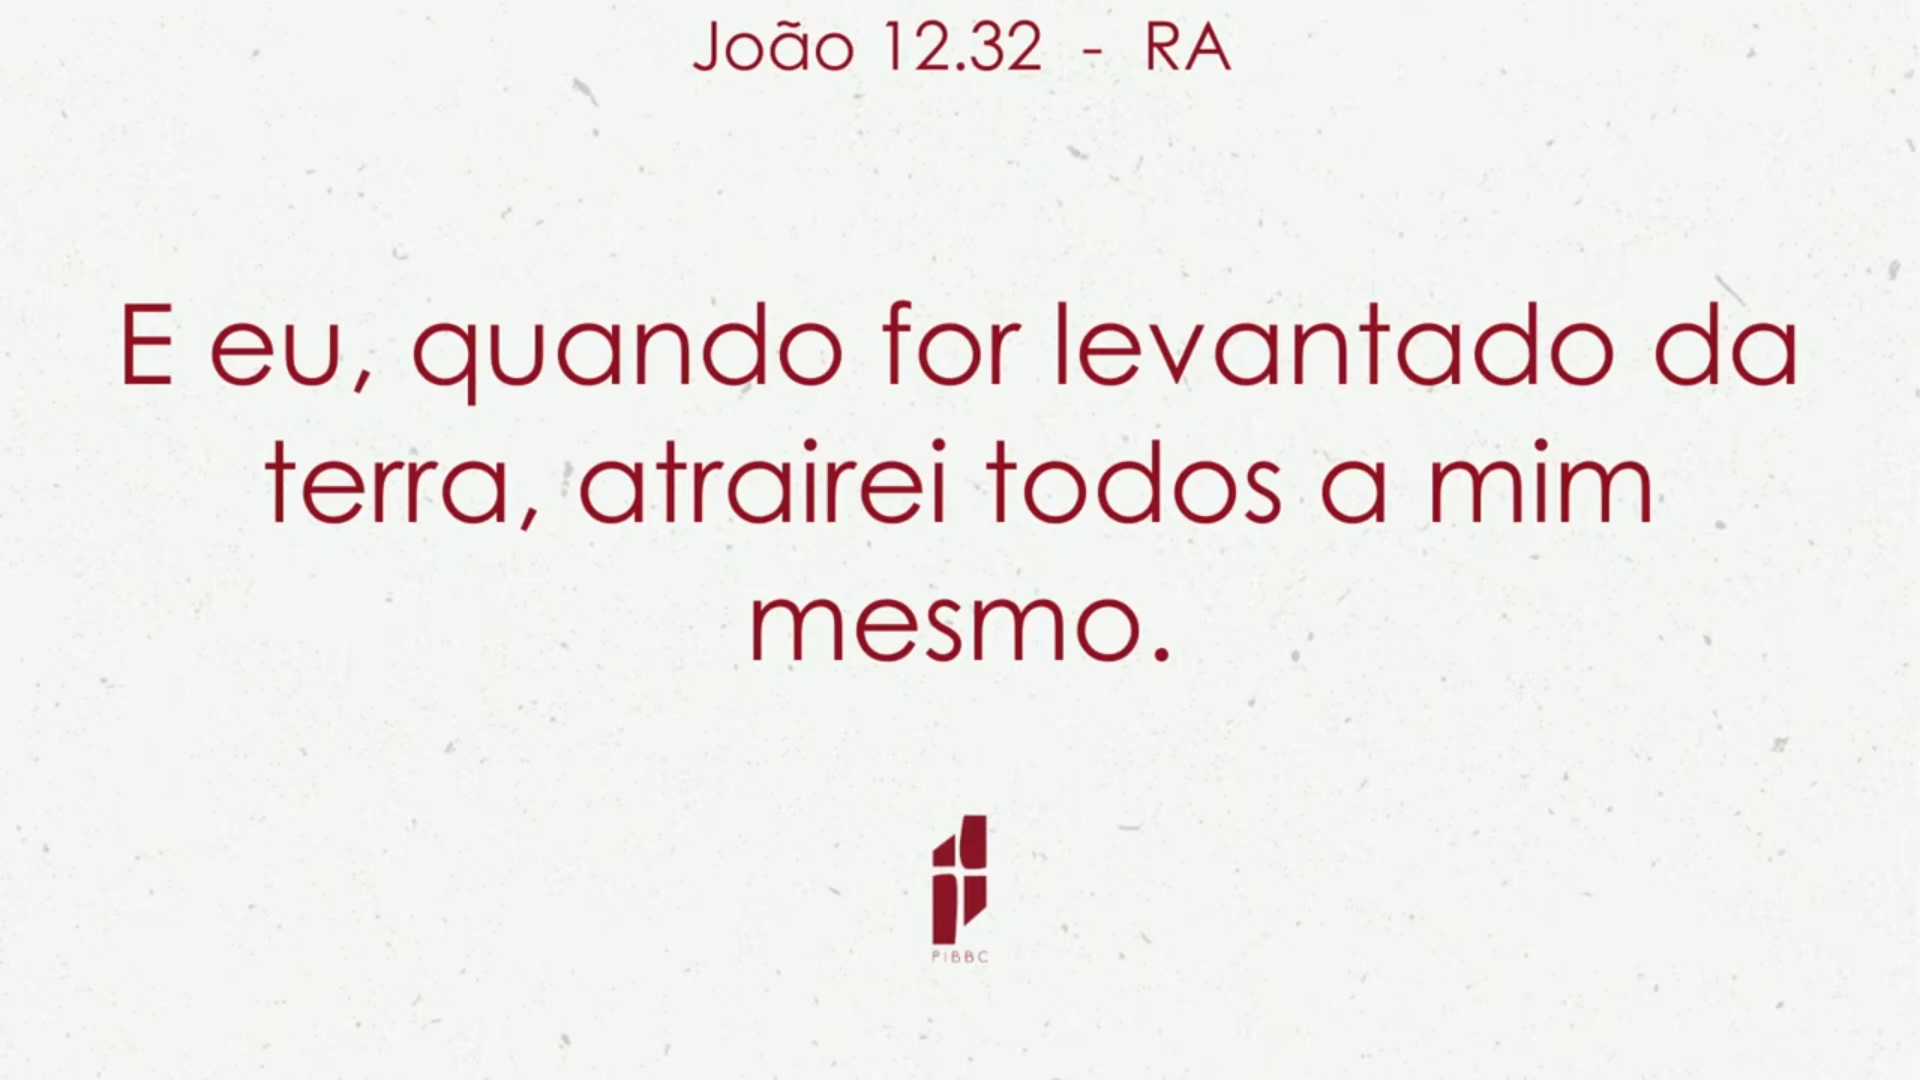 João 12.32 - RA
E eu, quando for levantado da
terra, atrairei todos a mim
mesmo.
PIBBC